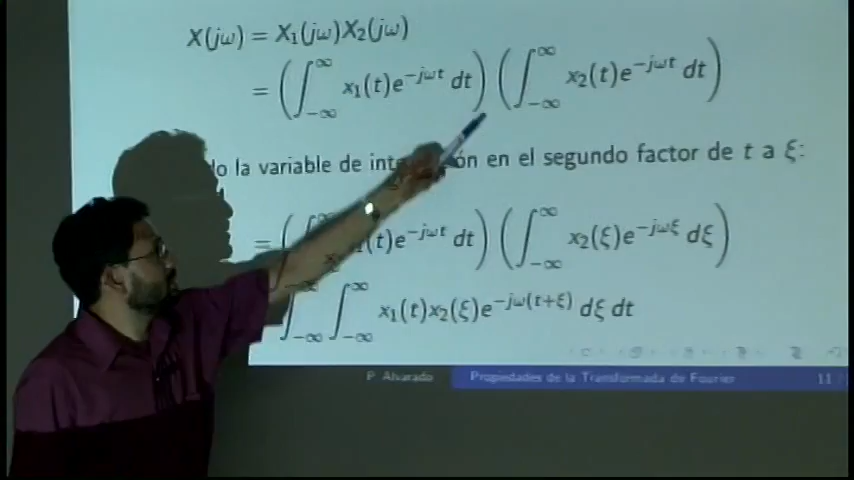 X(jω) = X₁(jω)X₂(jω)
= (∫_{-∞}^{∞} x₁(t)e^{-jωt} dt) (∫_{-∞}^{∞} x₂(t)e^{-jωt} dt)
la variable de en el segundo factor de t a ξ:
= (∫_{-∞}^{∞} x₁(t)e^{-jωt} dt) (∫_{-∞}^{∞} x₂(ξ)e^{-jωξ} dξ)
∫_{-∞} ∫_{-∞}^{∞} x₁(t)x₂(ξ)e^{-jω(t+ξ)} dξ dt
P Alvarado Propiedades de la Transformada de Fourier 11